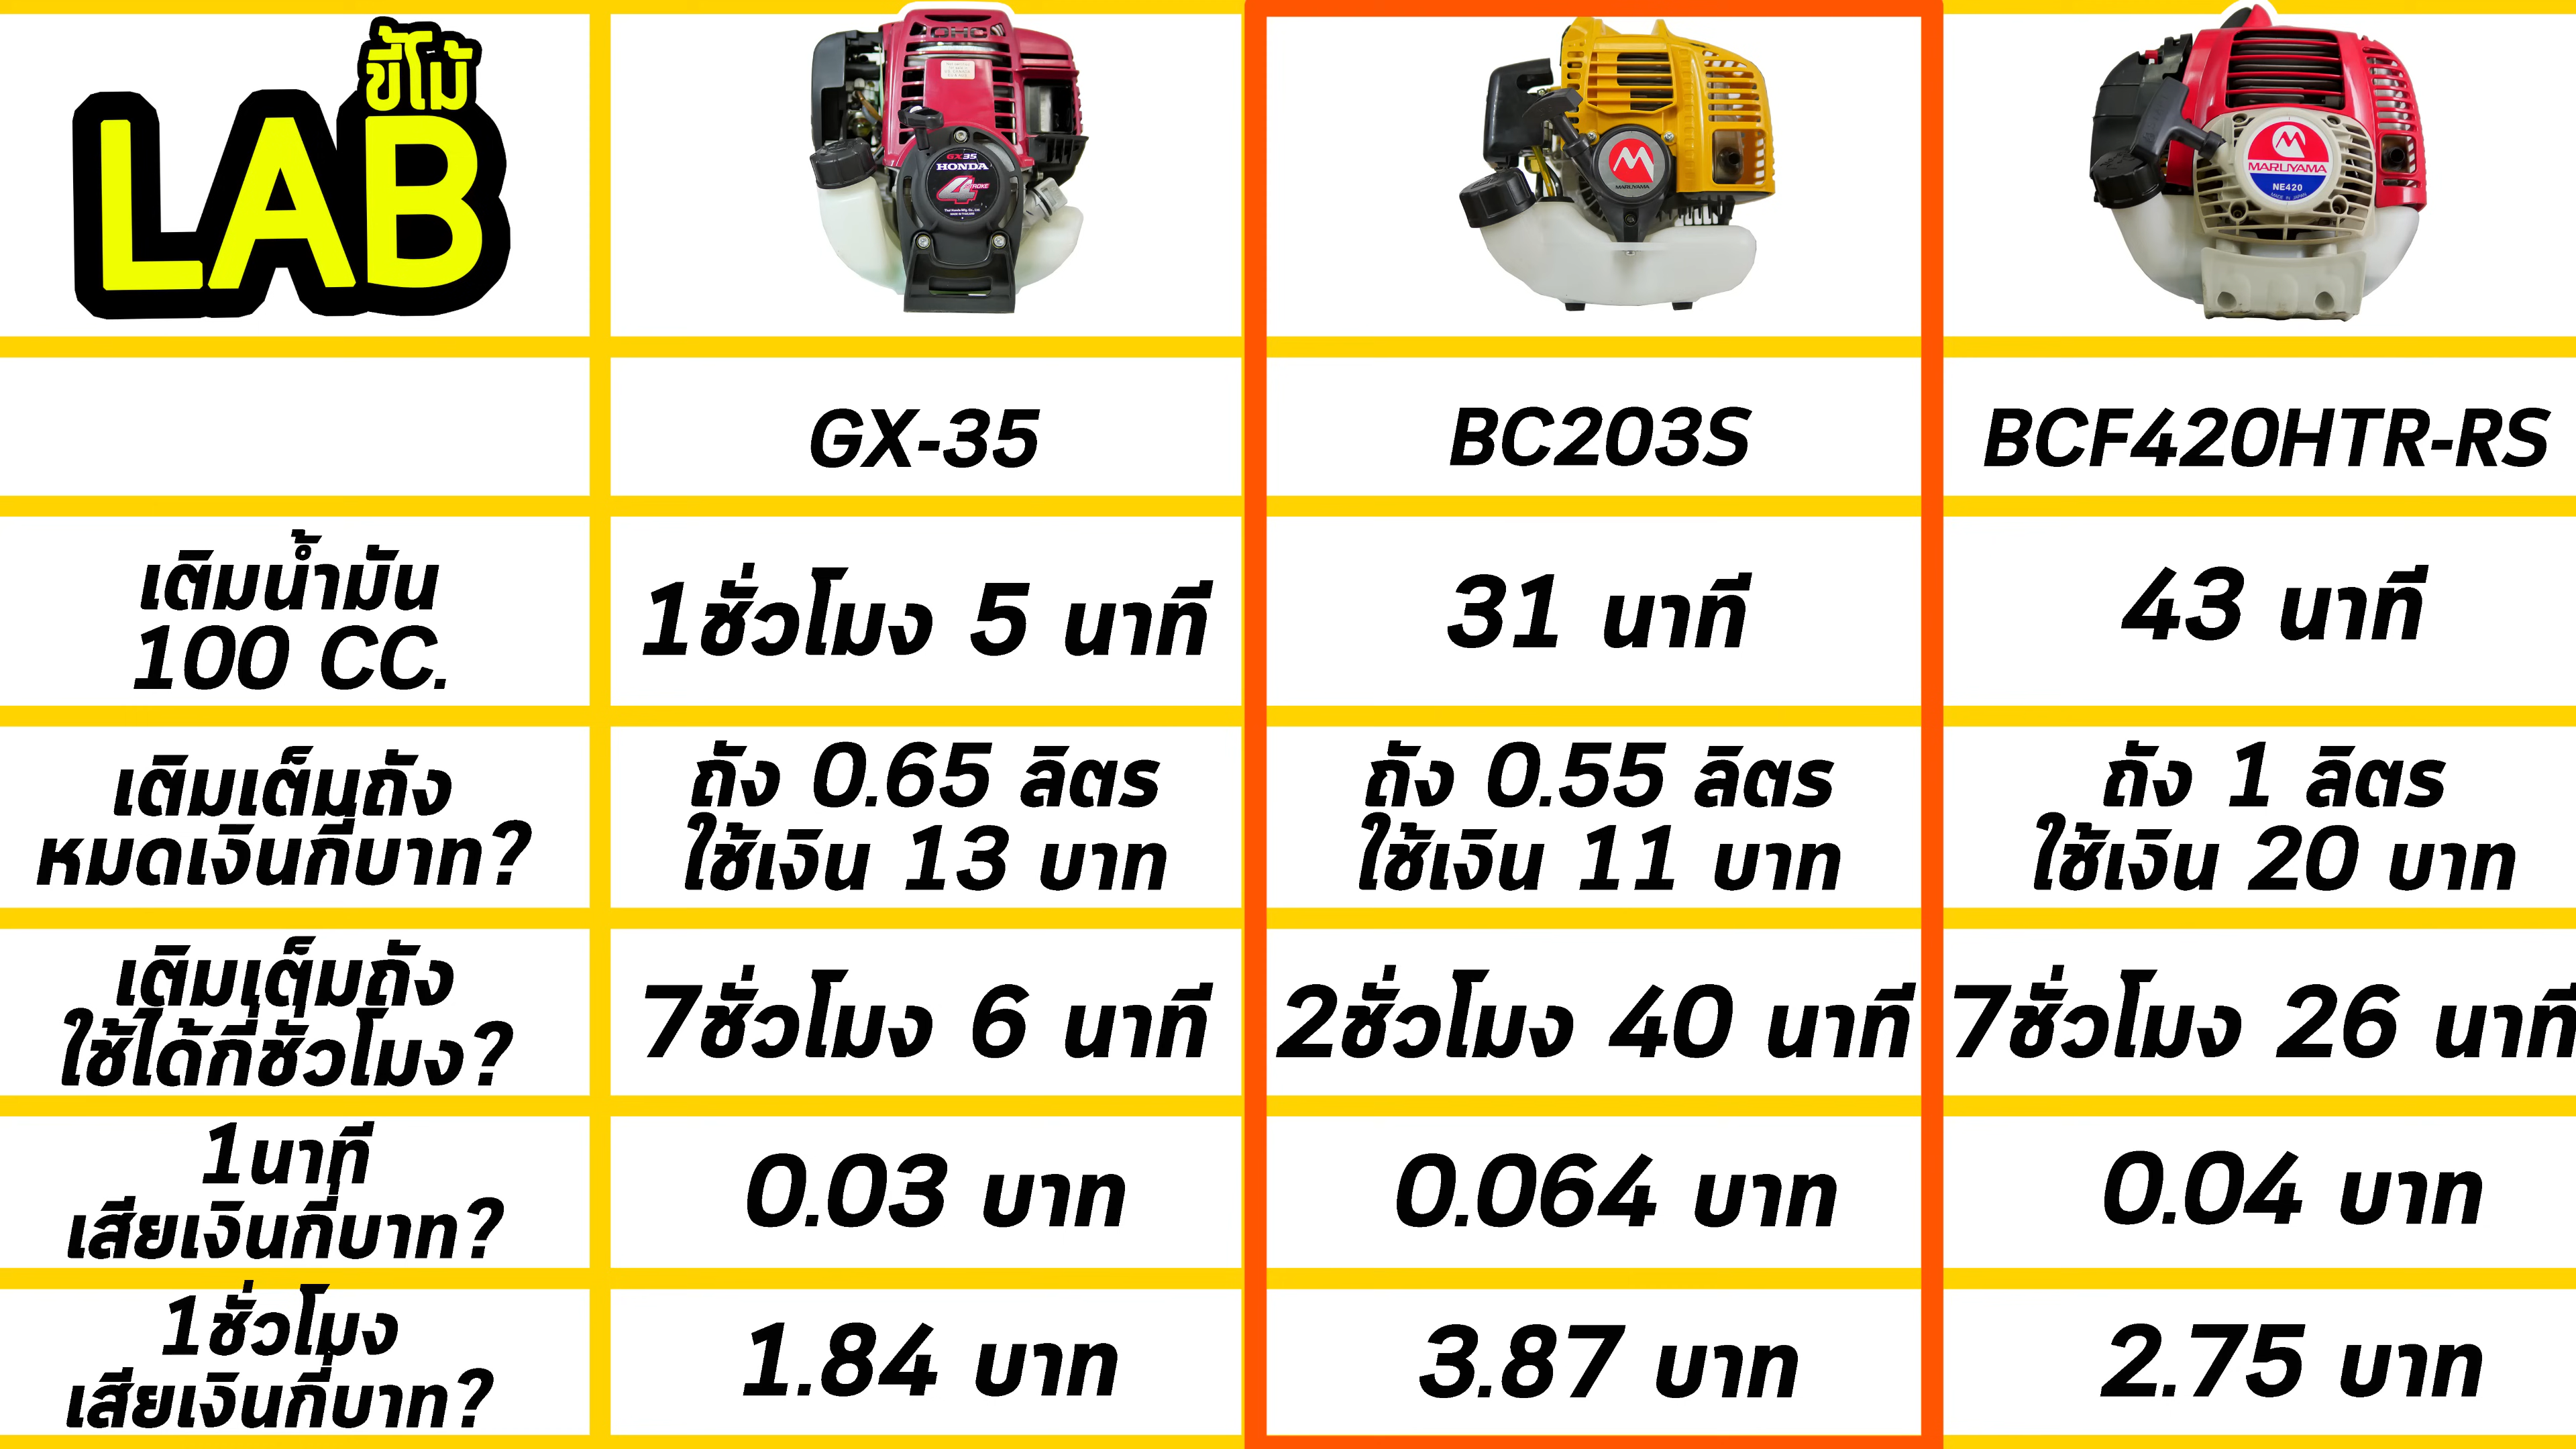 ขี้โม้
LAB
OHC
GX35
HONDA
4
STROKE
MARUYAMA
MARUYAMA
NE420
MADE IN JAPAN
GX-35
BC203S
BCF420HTR-RS
เติมน้ำมัน
100 CC.
1ชั่วโมง 5 นาที
31 นาที
43 นาที
เติมเต็มถัง
หมดเงินกี่บาท?
ถัง 0.65 ลิตร
ใช้เงิน 13 บาท
ถัง 0.55 ลิตร
ใช้เงิน 11 บาท
ถัง 1 ลิตร
ใช้เงิน 20 บาท
เติมเต็มถัง
ใช้ได้กี่ชั่วโมง?
7ชั่วโมง 6 นาที
2ชั่วโมง 40 นาที
7ชั่วโมง 26 นาที
1นาที
เสียเงินกี่บาท?
0.03 บาท
0.064 บาท
0.04 บาท
1ชั่วโมง
เสียเงินกี่บาท?
1.84 บาท
3.87 บาท
2.75 บาท